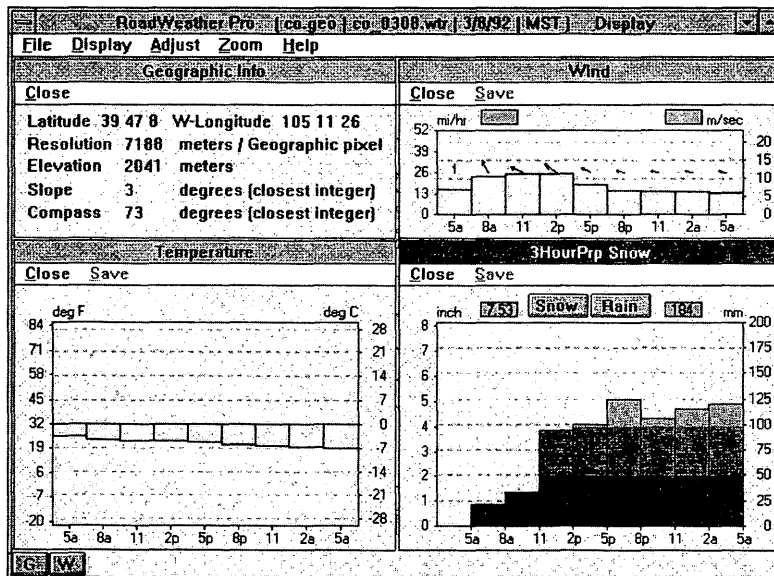 RoadWeather Pro [ co.geo | co_0308.wtr | 3/8/92 | MST ] Display
File Display Adjust Zoom Help
Geographic Info
Close
Latitude 39 47 8 W-Longitude 105 11 26
Resolution 7188 meters / Geographic pixel
Elevation 2041 meters
Slope 3 degrees (closest integer)
Compass 73 degrees (closest integer)
Wind
Close Save
mi/hr m/sec
52
39
26
13
0
20
15
10
5
0
5a 8a 11 2p 5p 8p 11 2a 5a
Temperature
Close Save
deg F deg C
84
71
58
45
32
19
6
-7
-20
28
21
14
7
0
-7
-14
-21
-28
5a 8a 11 2p 5p 8p 11 2a 5a
3HourPrp Snow
Close Save
inch 7.53 Snow Rain 184 mm
8
7
6
5
4
3
2
1
0
200
175
150
125
100
75
50
25
0
5a 8a 11 2p 5p 8p 11 2a 5a
G W